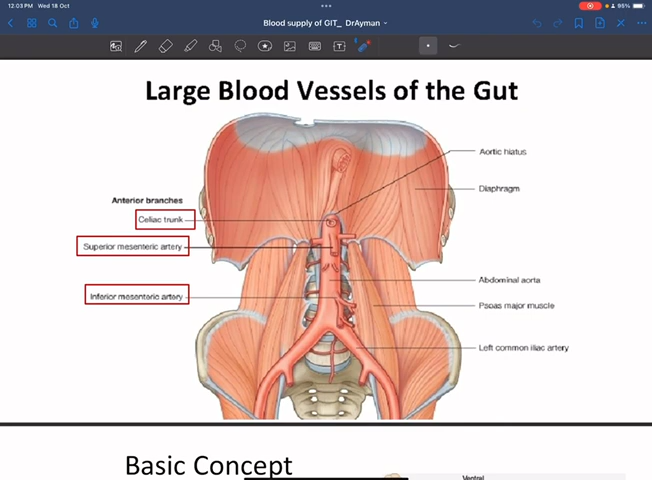 12:03 PM Wed 18 Oct
95%
Blood supply of GIT_ DrAyman
Large Blood Vessels of the Gut
Aortic hiatus
Diaphragm
Anterior branches
Celiac trunk
Superior mesenteric artery
Abdominal aorta
Inferior mesenteric artery
Psoas major muscle
Left common iliac artery
Basic Concept
Ventral